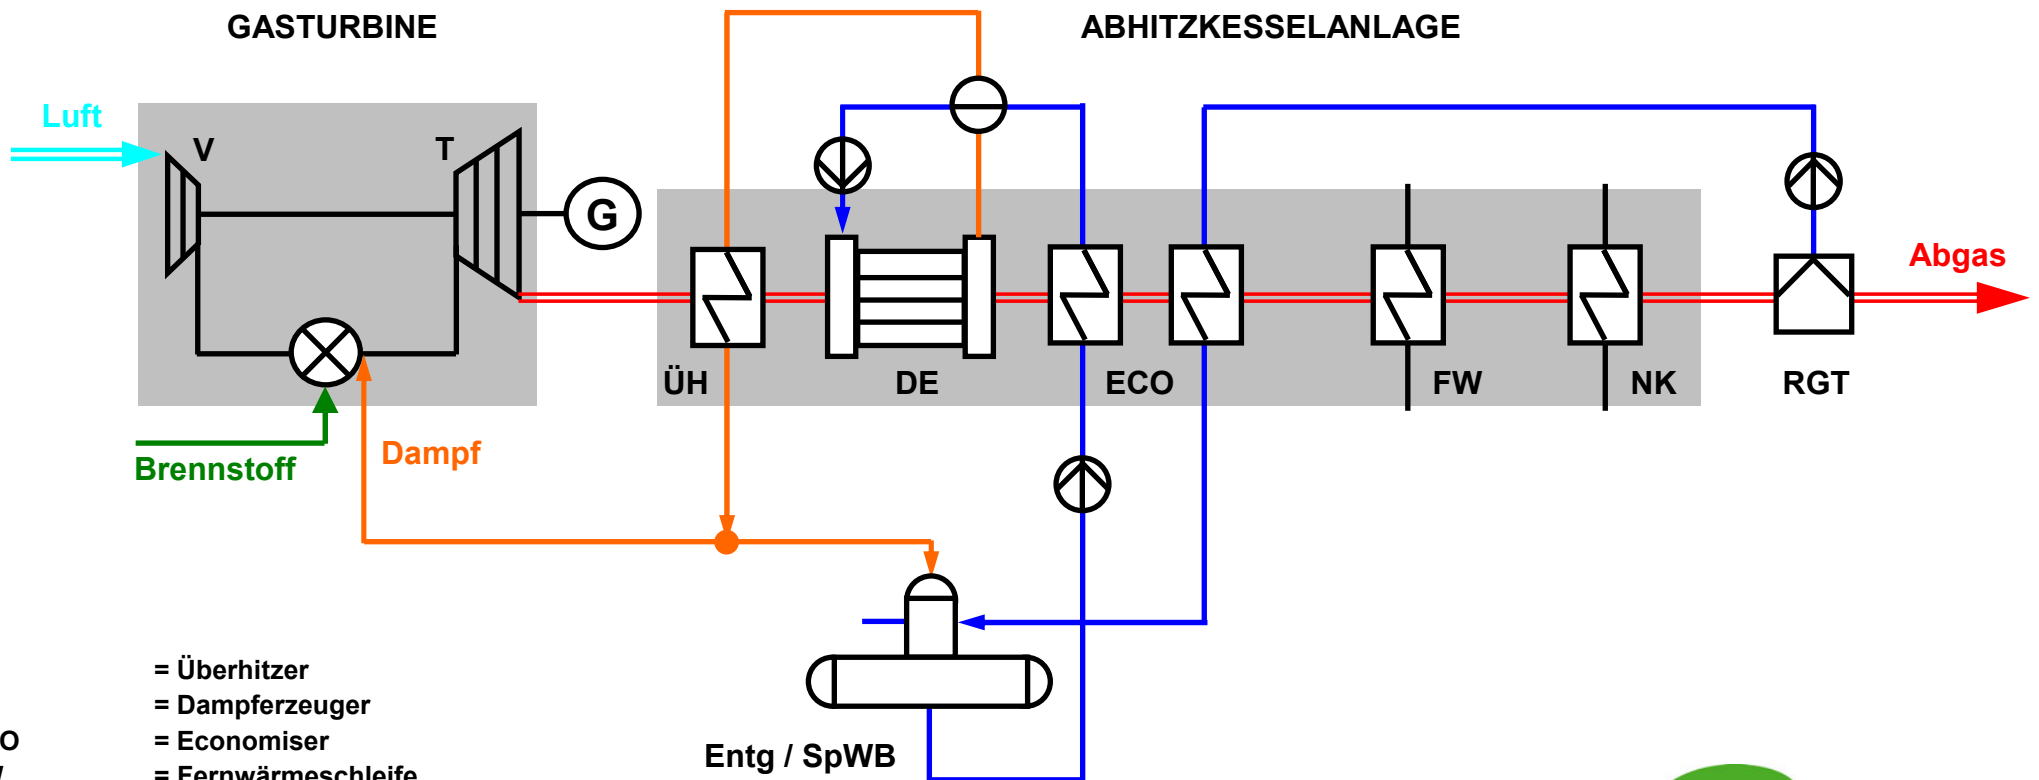 GASTURBINE
ABHITZKESSELANLAGE
Luft
V
T
G
Abgas
ÜH
DE
ECO
FW
NK
RGT
Dampf
Brennstoff
= Überhitzer
= Dampferzeuger
O = Economiser
= Fernwärmeschleife
Entg / SpWB